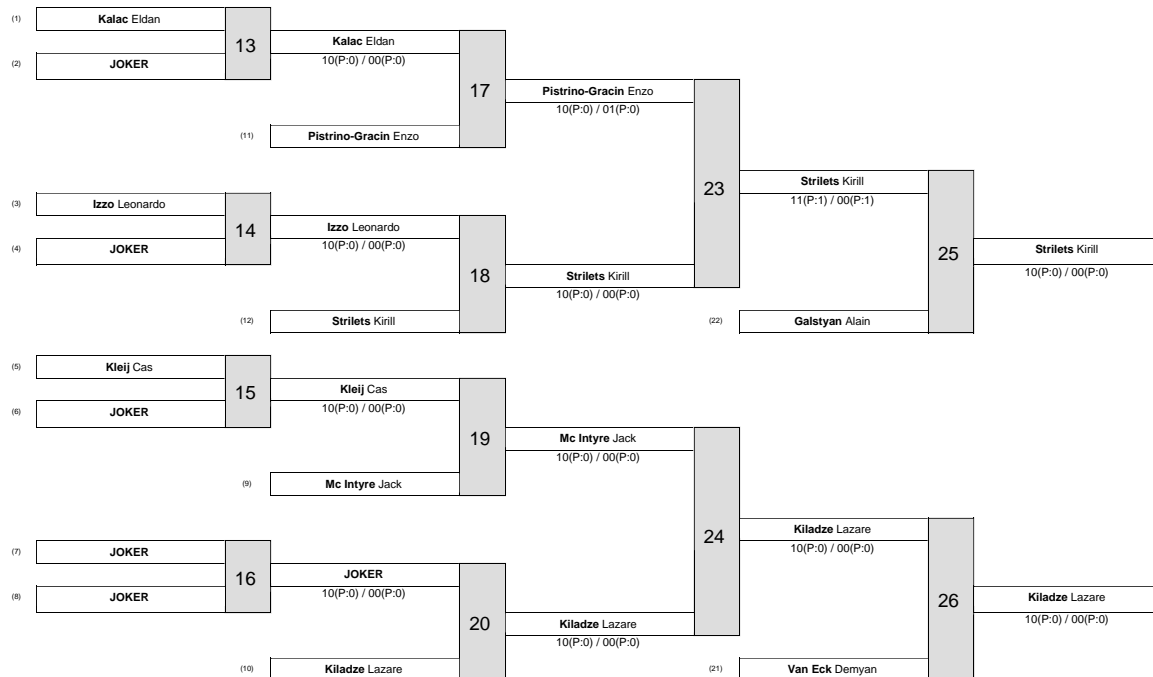 (1) Kalac Eldan
13
Kalac Eldan
10(P:0) / 00(P:0)
(2) JOKER
17
Pistrino-Gracin Enzo
10(P:0) / 01(P:0)
(11) Pistrino-Gracin Enzo
23
Strilets Kirill
11(P:1) / 00(P:1)
(3) Izzo Leonardo
14
Izzo Leonardo
10(P:0) / 00(P:0)
(4) JOKER
18
Strilets Kirill
10(P:0) / 00(P:0)
25
Strilets Kirill
10(P:0) / 00(P:0)
(12) Strilets Kirill
(22) Galstyan Alain
(5) Kleij Cas
15
Kleij Cas
10(P:0) / 00(P:0)
(6) JOKER
19
Mc Intyre Jack
10(P:0) / 00(P:0)
(9) Mc Intyre Jack
24
Kiladze Lazare
10(P:0) / 00(P:0)
(7) JOKER
16
JOKER
10(P:0) / 00(P:0)
(8) JOKER
20
Kiladze Lazare
10(P:0) / 00(P:0)
26
Kiladze Lazare
10(P:0) / 00(P:0)
(10) Kiladze Lazare
(21) Van Eck Demyan